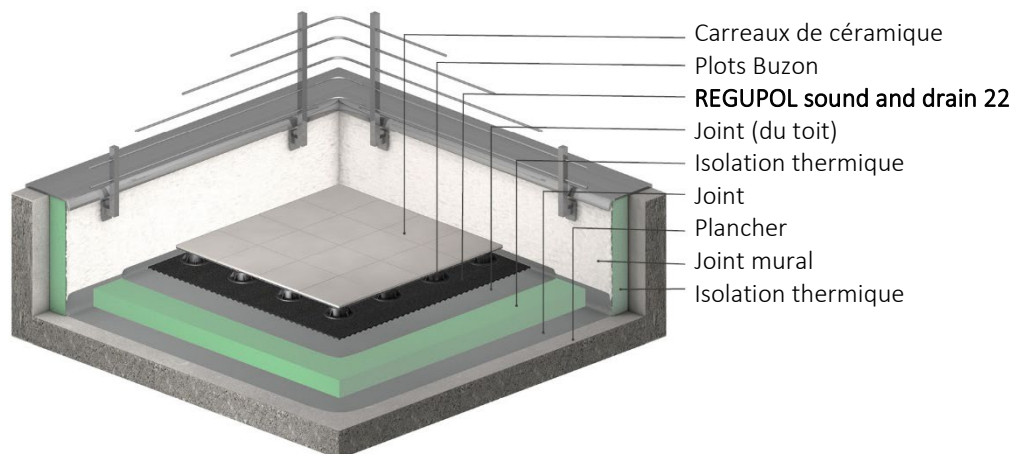 Carreaux de céramique
Plots Buzon
REGUPOL sound and drain 22
Joint (du toit)
Isolation thermique
Joint
Plancher
Joint mural
Isolation thermique